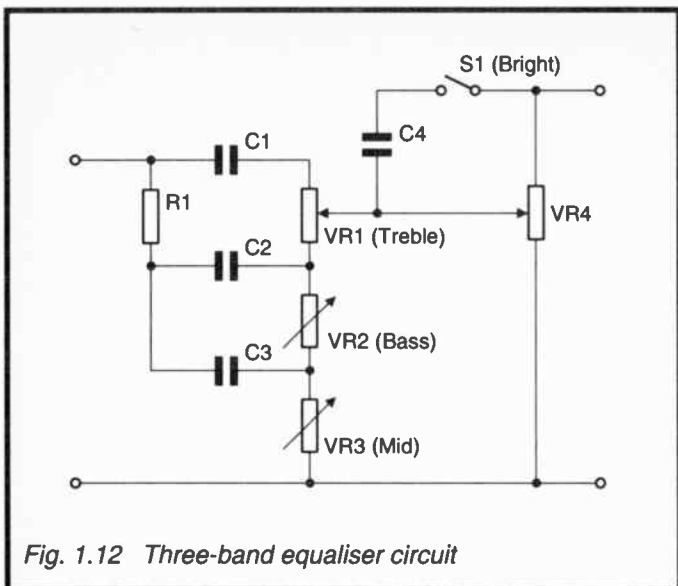 S1 (Bright)
C1
C4
R1
VR1 (Treble)
VR4
C2
VR2 (Bass)
C3
VR3 (Mid)
Fig. 1.12 Three-band equaliser circuit